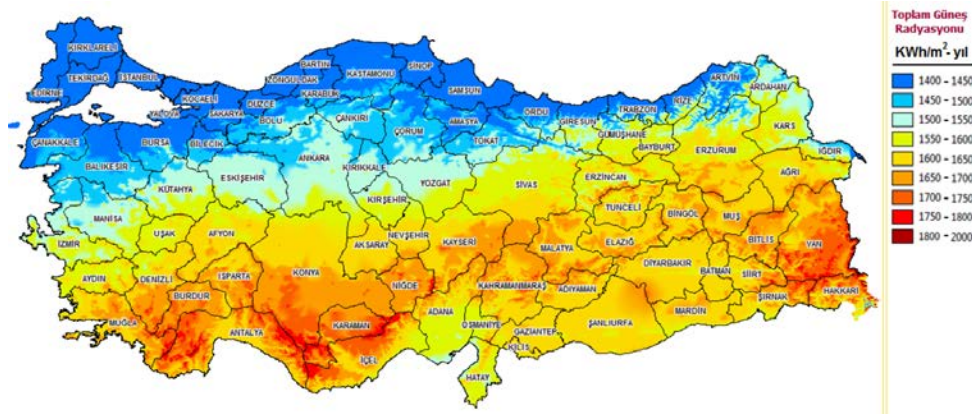 Toplam Güneş
Radyasyonu
KWh/m²- yıl
1400 - 1450
1450 - 1500
1500 - 1550
1550 - 1600
1600 - 1650
1650 - 1700
1700 - 1750
1750 - 1800
1800 - 2000
KIRKLARELİ
TEKİRDAĞ
İSTANBUL
EDİRNE
KOCAELİ
YALOVA
SAKARYA
DÜZCE
BOLU
ZONGULDAK
BARTIN
KARABÜK
KASTAMONU
SİNOP
SAMSUN
ÇANKIRI
ÇORUM
AMASYA
TOKAT
ORDU
GİRESUN
TRABZON
RİZE
ARTVİN
ARDAHAN
GÜMÜŞHANE
BAYBURT
ERZURUM
KARS
IĞDIR
AĞRI
ÇANAKKALE
BURSA
BİLECİK
BALIKESİR
KÜTAHYA
ESKİŞEHİR
ANKARA
KIRIKKALE
KIRŞEHİR
YOZGAT
SİVAS
ERZİNCAN
TUNCELİ
BİNGÖL
MUŞ
BİTLİS
VAN
MANİSA
İZMİR
UŞAK
AFYON
AKSARAY
NEVŞEHİR
KAYSERİ
MALATYA
ELAZIĞ
DİYARBAKIR
BATMAN
SİİRT
ŞIRNAK
HAKKARİ
AYDIN
DENİZLİ
ISPARTA
BURDUR
KONYA
NİĞDE
KAHRAMANMARAŞ
ADIYAMAN
MUĞLA
ANTALYA
KARAMAN
İÇEL
ADANA
OSMANİYE
GAZİANTEP
KİLİS
ŞANLIURFA
MARDİN
HATAY